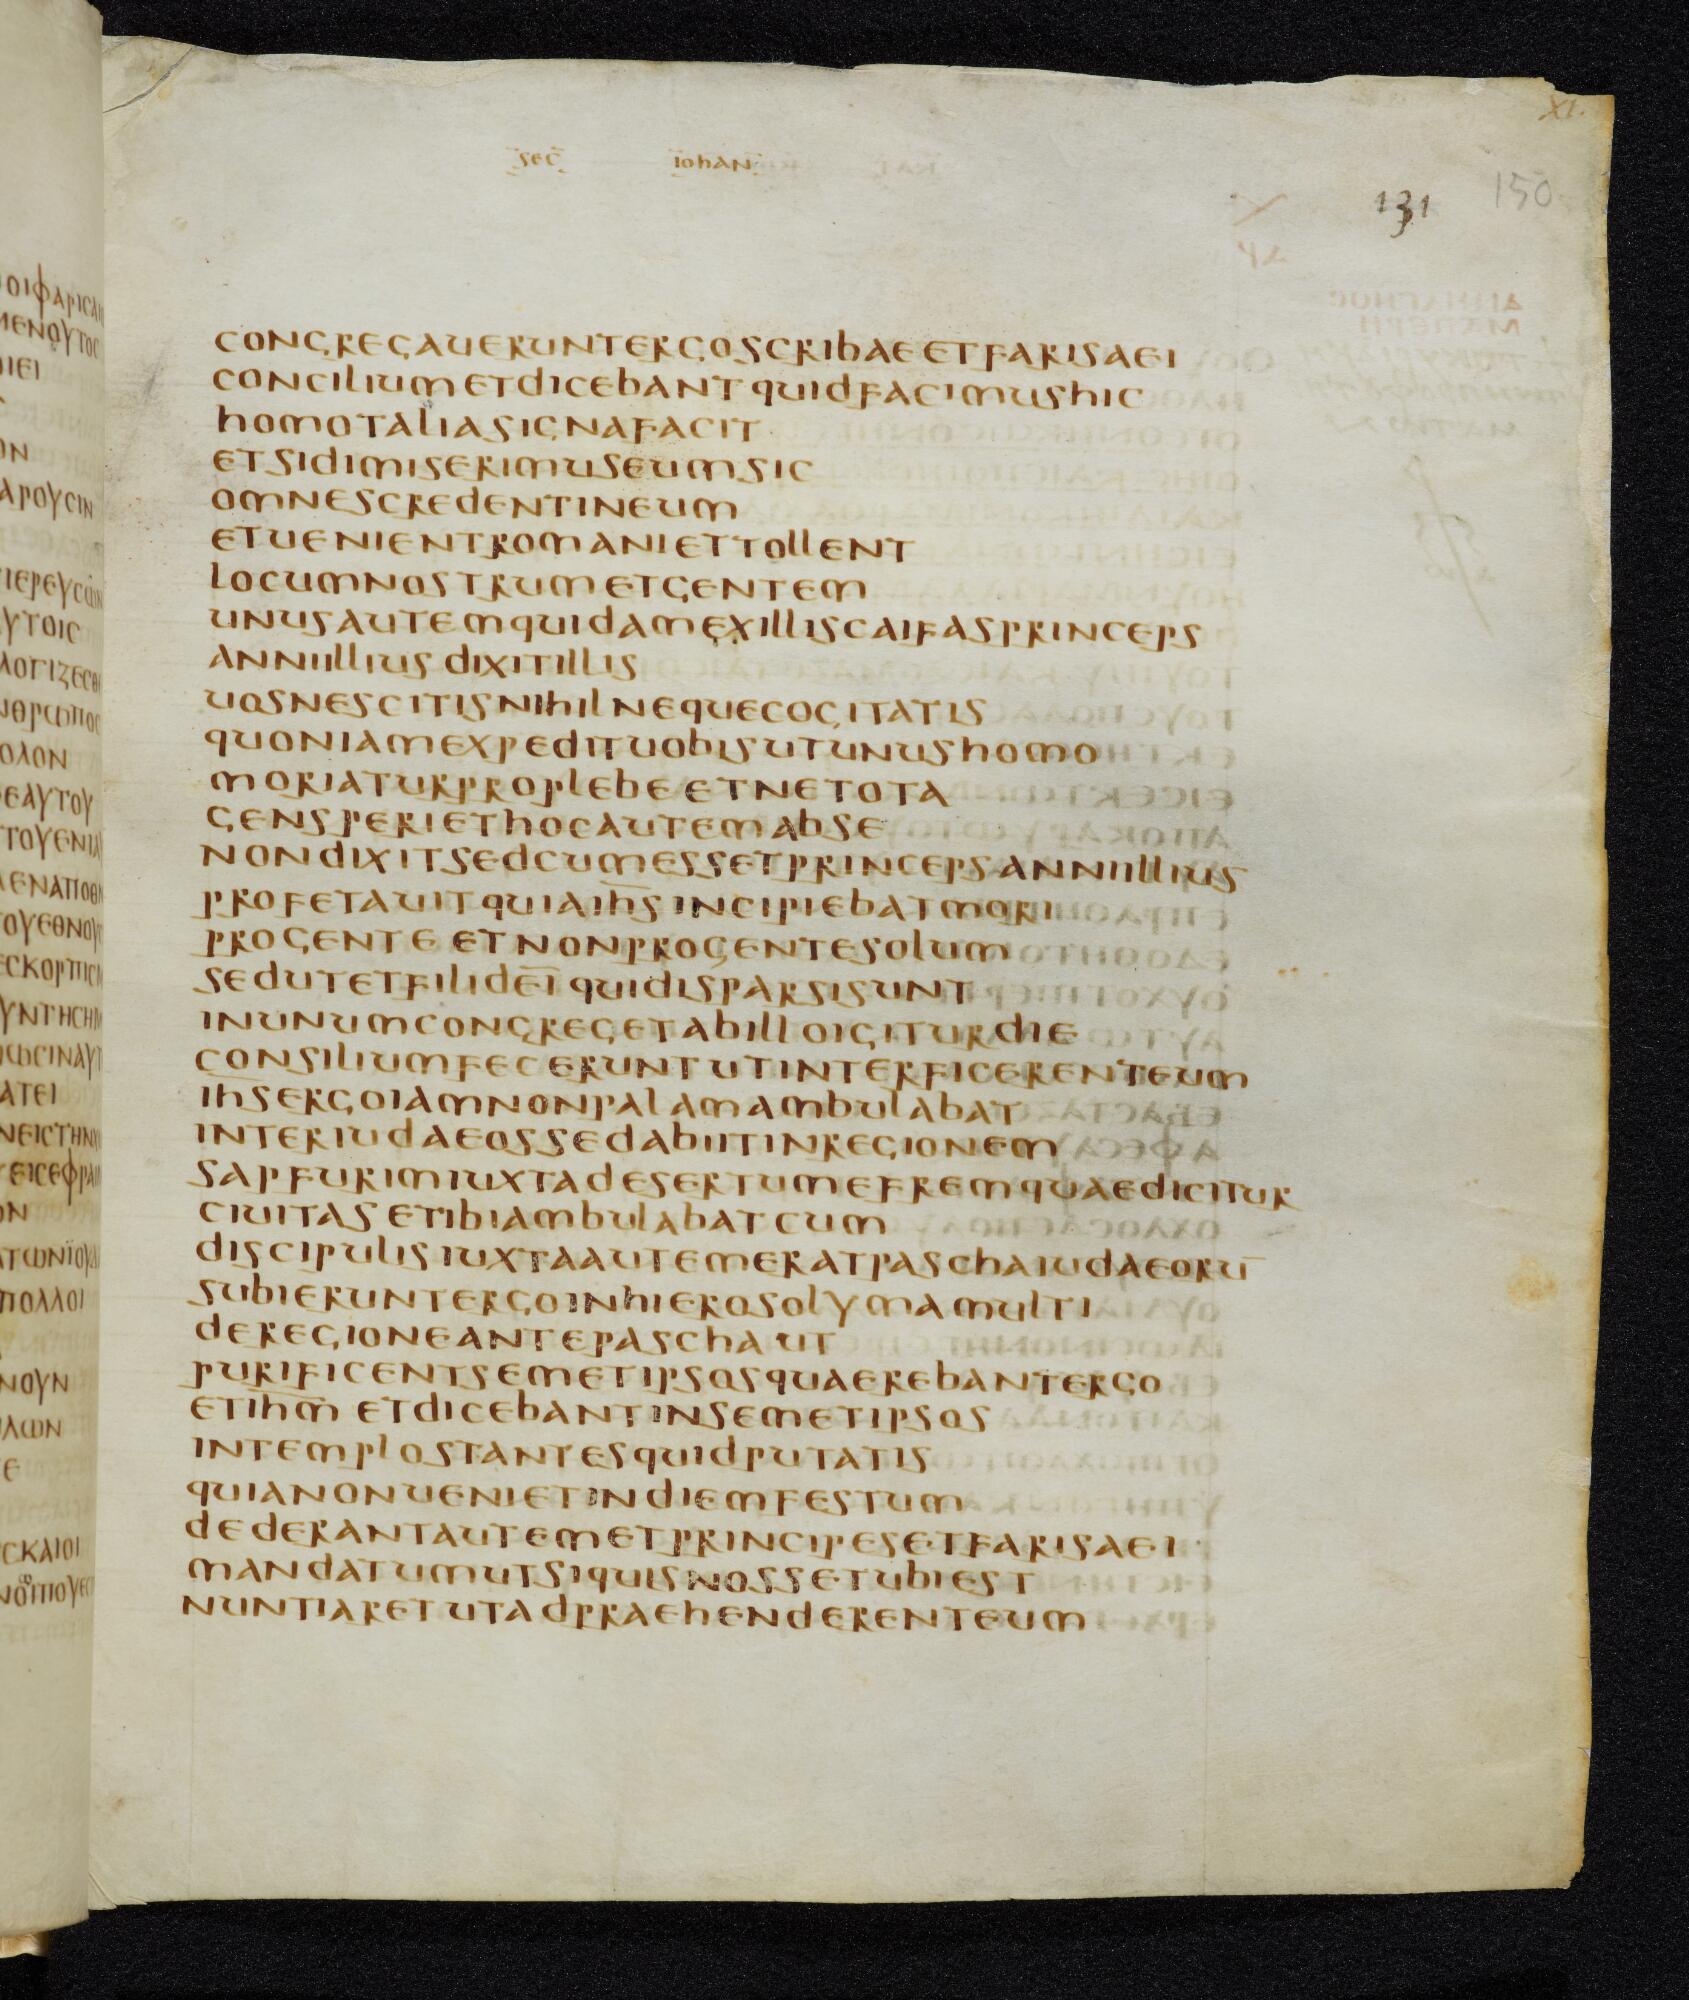 XI.
sec iohan
131 150
congregauerunt ergo scribae et farisaei
concilium et dicebant quid facimus hic
homo talia signa facit
et si dimiserimus eum sic
omnes credent in eum
et uenient romani et tollent
locum nostrum et gentem
unus autem quidam ex illis caifas princeps
anni illius dixit illis
uos nescitis nihil neque cogitatis
quoniam expedit uobis ut unus homo
moriatur pro plebe et ne tota
gens periet hoc autem ab se
non dixit sed cum esset princeps anni illius
profetauit quia ih̅s incipiebat mori
pro gente et non pro gente solum
sed ut et fili de̅i qui disparsi sunt
in unum congreget ab illo igitur die
consilium fecerunt ut interficerent eum
ih̅s ergo iam non palam ambulabat
inter iudaeos sed abiit in regionem
sapfurim iuxta desertum efrem quae dicitur
ciuitas et ibi ambulabat cum
discipulis iuxta autem erat pascha iudaeoru̅
subierunt ergo in hierosolyma multi
de regione ante pascha ut
purificent semetipsos quaerebant ergo
et ih̅m et dicebant in semetipsos
in templo stantes quid putatis
quia non ueniet in diem festum
dederant autem et principes et farisaei
mandatum ut si quis nosset ubi est
nuntiaret ut adpraehenderent eum